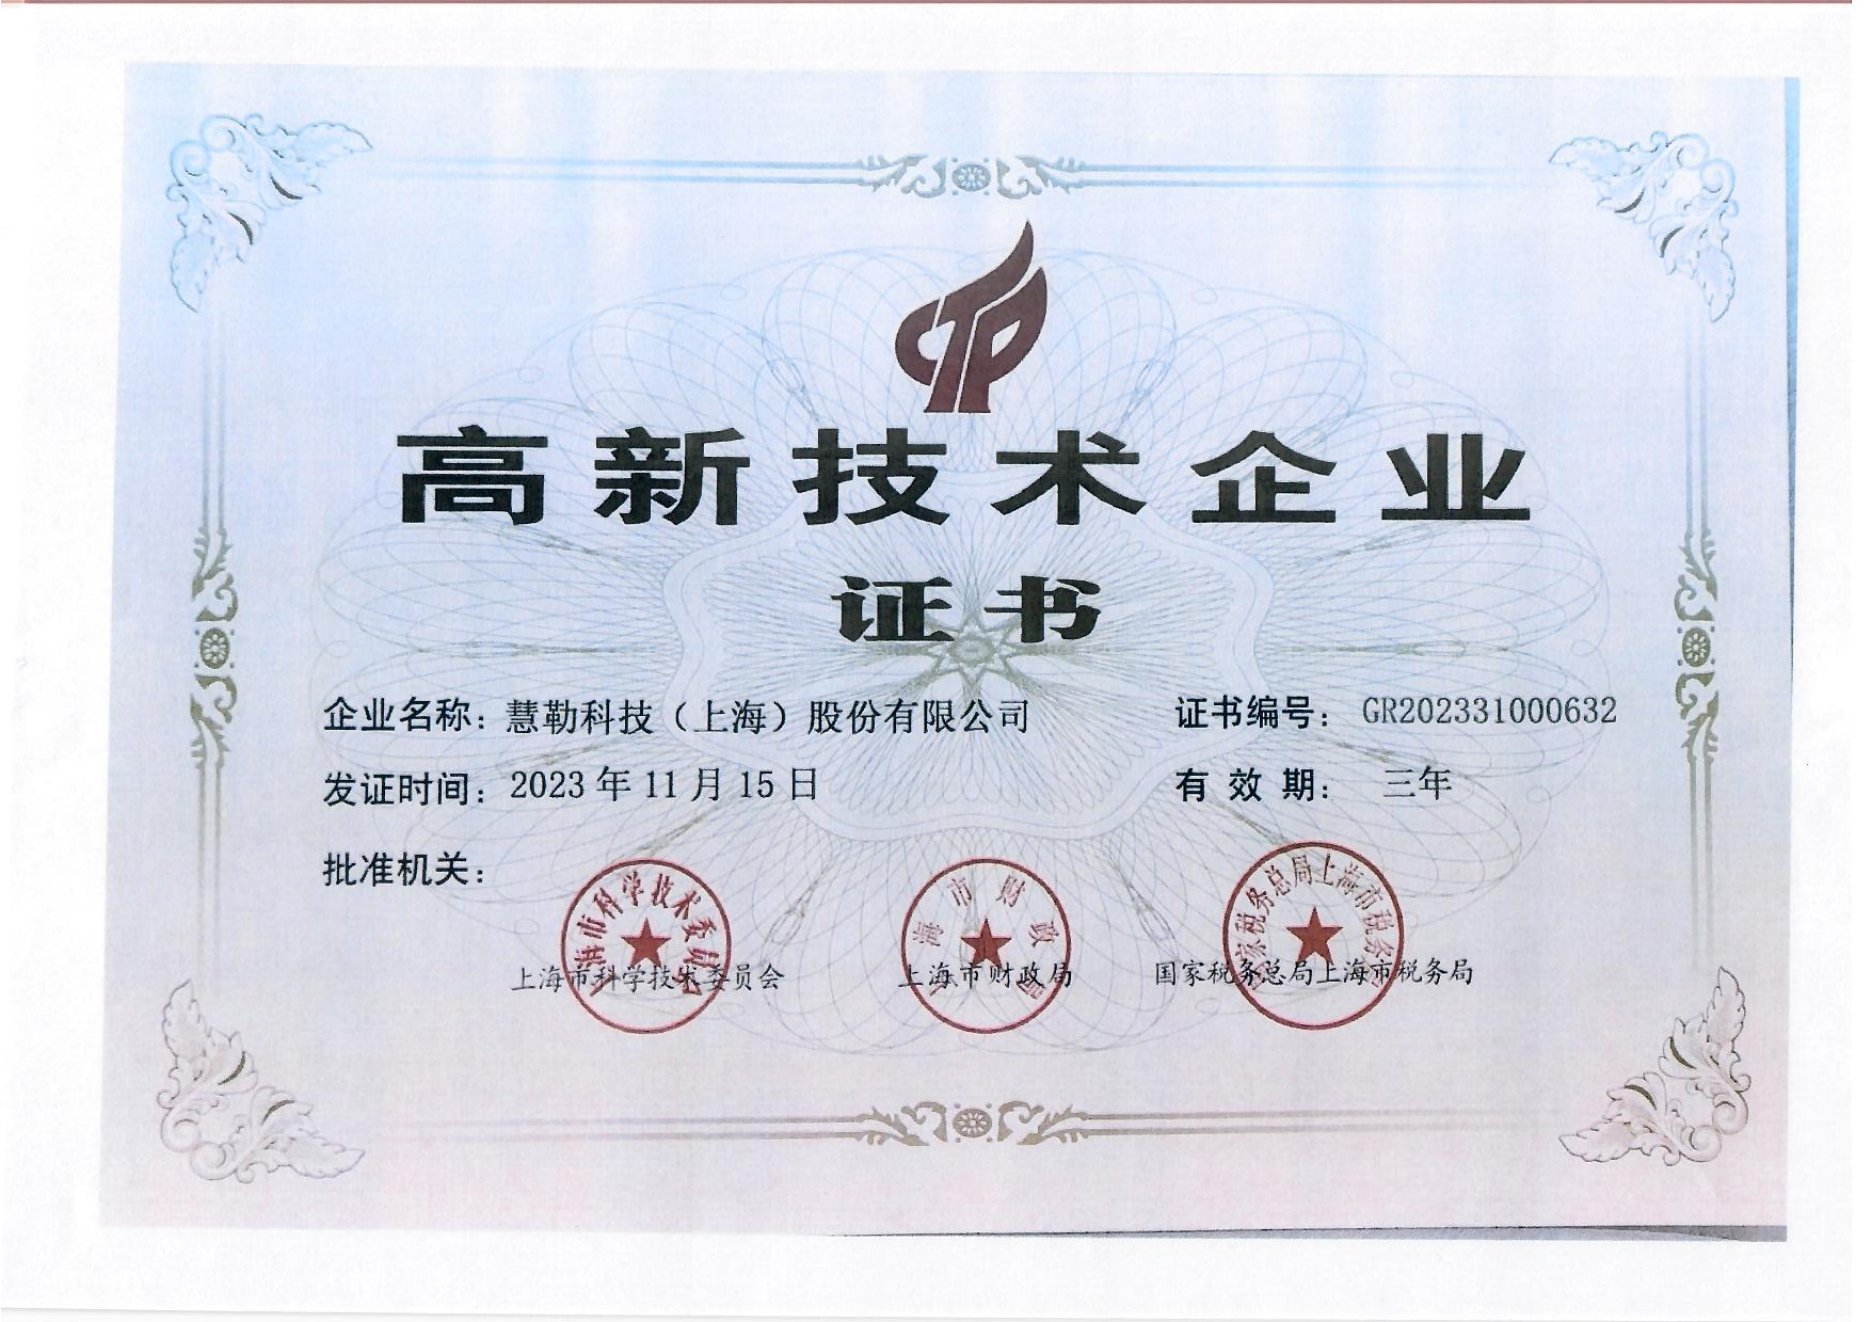 高新技术企业
证书
企业名称：慧勒科技（上海）股份有限公司 证书编号： GR202331000632
发证时间： 2023年11月15日 有效期： 三年
批准机关：
上海市科学技术委员会 上海市财政局 国家税务总局上海市税务局